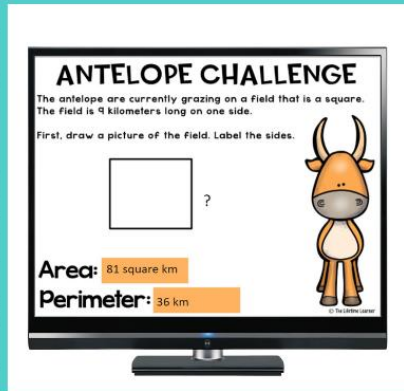 ANTELOPE CHALLENGE
The antelope are currently grazing on a field that is a square.
The field is 9 kilometers long on one side.
First, draw a picture of the field. Label the sides.
?
Area: 81 square km
Perimeter: 36 km
© The Lifetime Learner